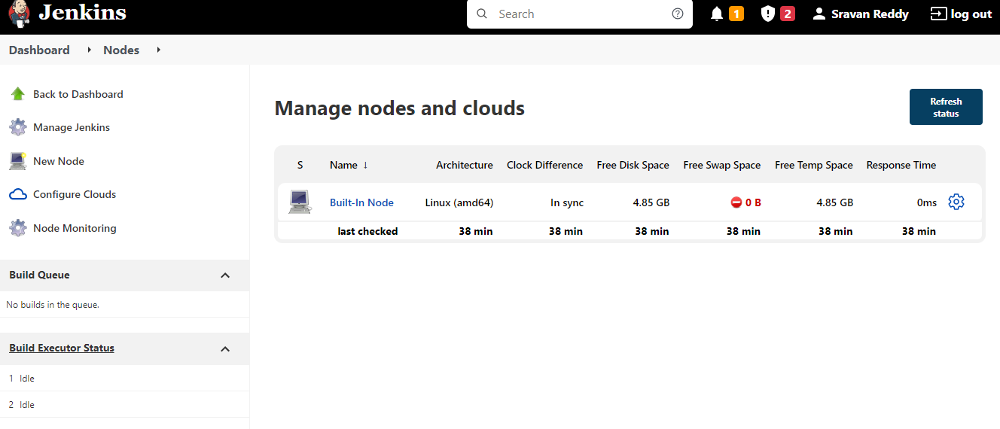 Jenkins
Search
1
2
Sravan Reddy
log out
Dashboard Nodes
Back to Dashboard
Manage Jenkins
New Node
Configure Clouds
Node Monitoring
Build Queue
No builds in the queue.
Build Executor Status
1 Idle
2 Idle
Manage nodes and clouds
Refresh
status
S Name ↓ Architecture Clock Difference Free Disk Space Free Swap Space Free Temp Space Response Time
Built-In Node Linux (amd64) In sync 4.85 GB 0 B 4.85 GB 0ms
last checked 38 min 38 min 38 min 38 min 38 min 38 min